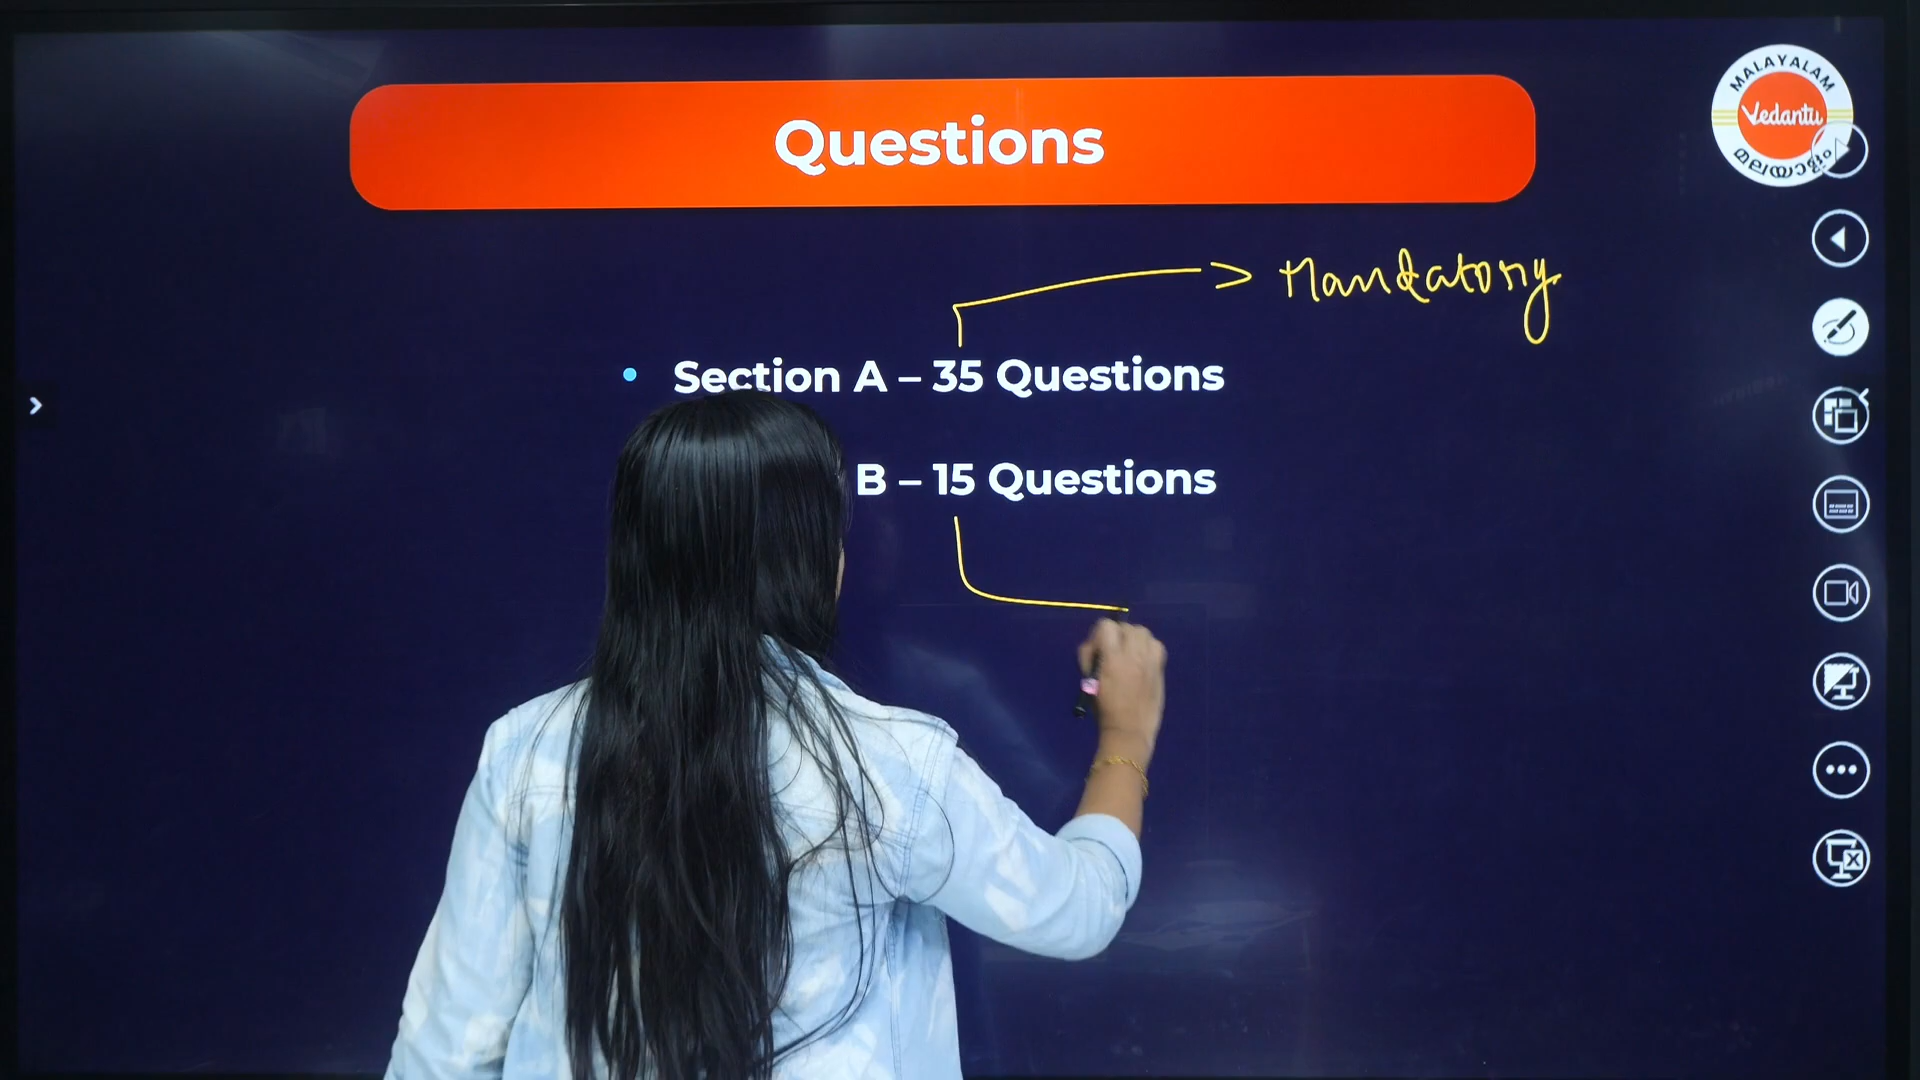 Questions
MALAYALAM
Vedantu
മലയാളം
Mandatory
• Section A – 35 Questions
B – 15 Questions